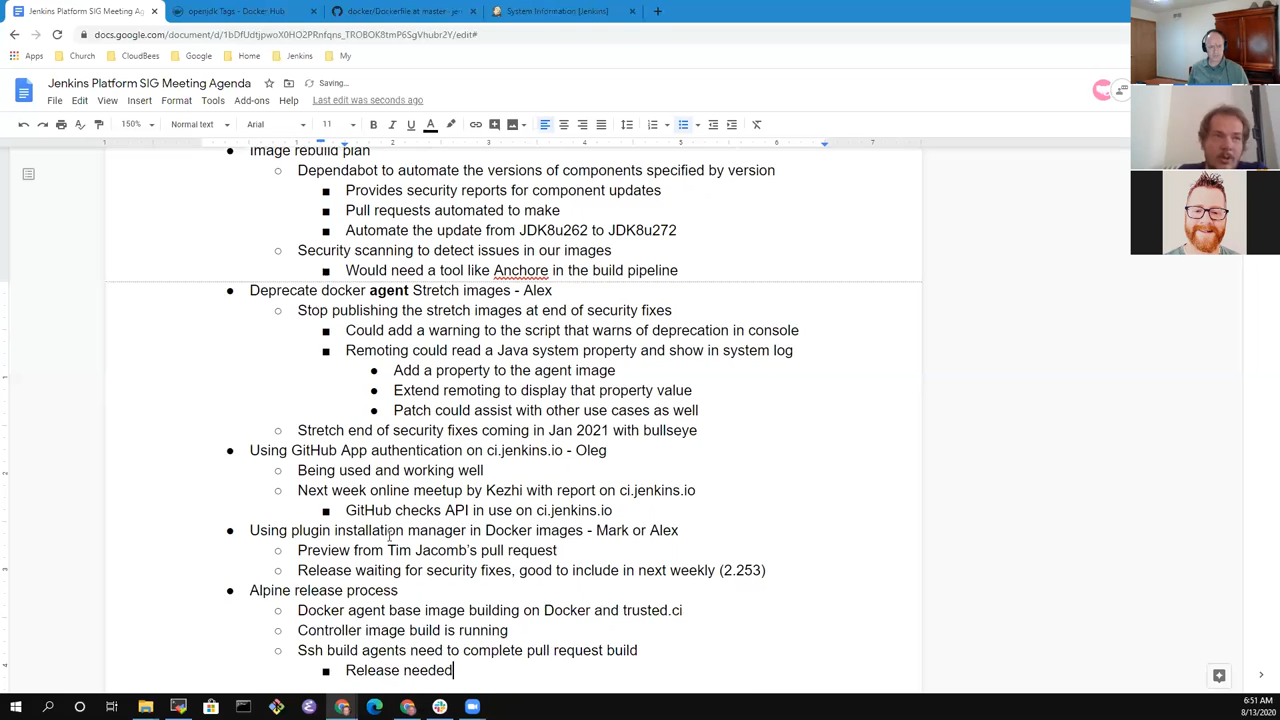 Jenkins Platform SIG Meeting Agenda
openjdk Tags - Docker Hub
docker/Dockerfile at master · jen
System Information [Jenkins]
docs.google.com/document/d/1bDfUdtjpwoX0HO2PRnfqns_TROBOK8tmP6SgVhubr2Y/edit#
Apps
Church
CloudBees
Google
Home
Jenkins
My
Jenkins Platform SIG Meeting Agenda
Saving...
File Edit View Insert Format Tools Add-ons Help Last edit was seconds ago
150% Normal text Arial 11
1 1 2 3 4 5 6 7
Image rebuild plan
Dependabot to automate the versions of components specified by version
Provides security reports for component updates
Pull requests automated to make
Automate the update from JDK8u262 to JDK8u272
Security scanning to detect issues in our images
Would need a tool like Anchore in the build pipeline
Deprecate docker agent Stretch images - Alex
Stop publishing the stretch images at end of security fixes
Could add a warning to the script that warns of deprecation in console
Remoting could read a Java system property and show in system log
Add a property to the agent image
Extend remoting to display that property value
Patch could assist with other use cases as well
Stretch end of security fixes coming in Jan 2021 with bullseye
Using GitHub App authentication on ci.jenkins.io - Oleg
Being used and working well
Next week online meetup by Kezhi with report on ci.jenkins.io
GitHub checks API in use on ci.jenkins.io
Using plugin installation manager in Docker images - Mark or Alex
Preview from Tim Jacomb's pull request
Release waiting for security fixes, good to include in next weekly (2.253)
Alpine release process
Docker agent base image building on Docker and trusted.ci
Controller image build is running
Ssh build agents need to complete pull request build
Release needed
6:51 AM
8/13/2020